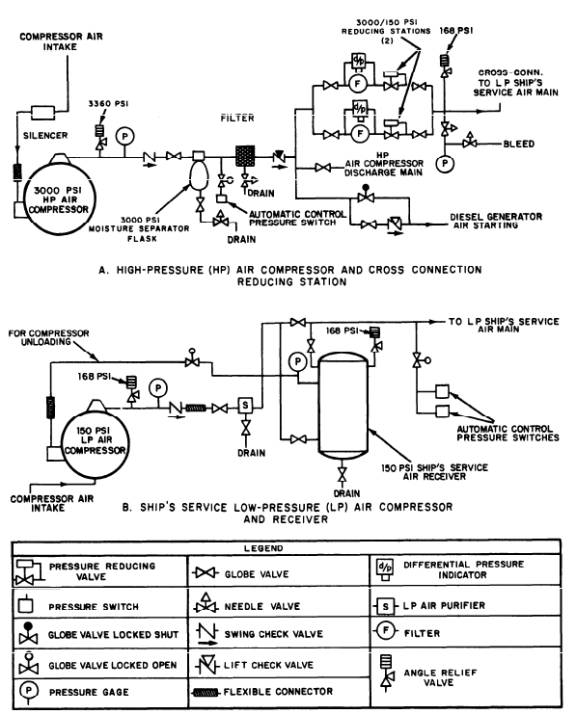 COMPRESSOR AIR
INTAKE
3000/150 PSI
REDUCING STATIONS
(2)
168 PSI
d/p
F
CROSS-CONN.
TO LP SHIP'S
SERVICE AIR MAIN
3360 PSI
P
SILENCER
FILTER
d/p
F
HP
AIR COMPRESSOR
DISCHARGE MAIN
P
BLEED
3000 PSI
HP AIR
COMPRESSOR
DRAIN
3000 PSI
MOISTURE SEPARATOR
FLASK
AUTOMATIC CONTROL
PRESSURE SWITCH
DRAIN
DIESEL GENERATOR
AIR STARTING
A. HIGH-PRESSURE (HP) AIR COMPRESSOR AND CROSS CONNECTION
REDUCING STATION
FOR COMPRESSOR
UNLOADING
168 PSI
TO LP SHIP'S SERVICE
AIR MAIN
168 PSI
P
P
S
150 PSI
LP AIR
COMPRESSOR
DRAIN
AUTOMATIC CONTROL
PRESSURE SWITCHES
150 PSI SHIP'S SERVICE
AIR RECEIVER
DRAIN
COMPRESSOR AIR
INTAKE
B. SHIP'S SERVICE LOW-PRESSURE (LP) AIR COMPRESSOR
AND RECEIVER
LEGEND
PRESSURE REDUCING
VALVE
GLOBE VALVE
d/p
DIFFERENTIAL PRESSURE
INDICATOR
PRESSURE SWITCH
NEEDLE VALVE
S
LP AIR PURIFIER
GLOBE VALVE LOCKED SHUT
SWING CHECK VALVE
F
FILTER
GLOBE VALVE LOCKED OPEN
LIFT CHECK VALVE
ANGLE RELIEF
VALVE
P
PRESSURE GAGE
FLEXIBLE CONNECTOR